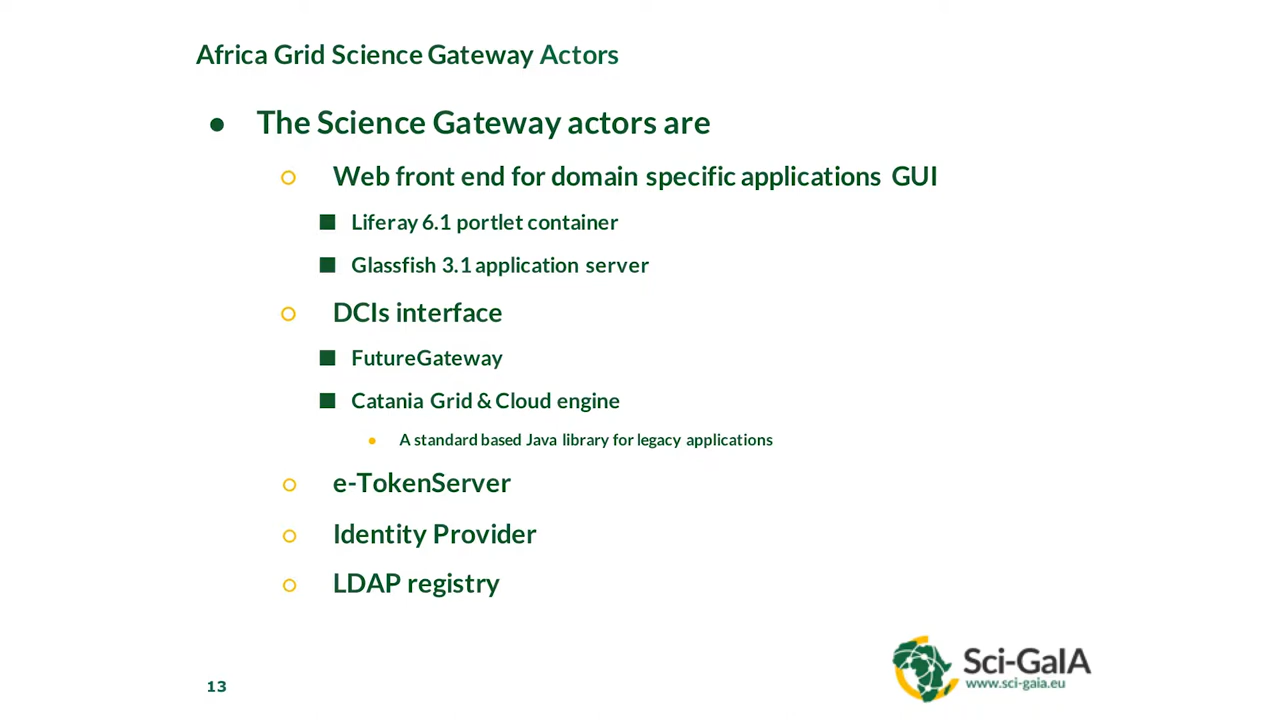 Africa Grid Science Gateway Actors
● The Science Gateway actors are
○ Web front end for domain specific applications GUI
■ Liferay 6.1 portlet container
■ Glassfish 3.1 application server
○ DCIs interface
■ FutureGateway
■ Catania Grid & Cloud engine
● A standard based Java library for legacy applications
○ e-TokenServer
○ Identity Provider
○ LDAP registry
13
Sci-GaIA
www.sci-gaia.eu